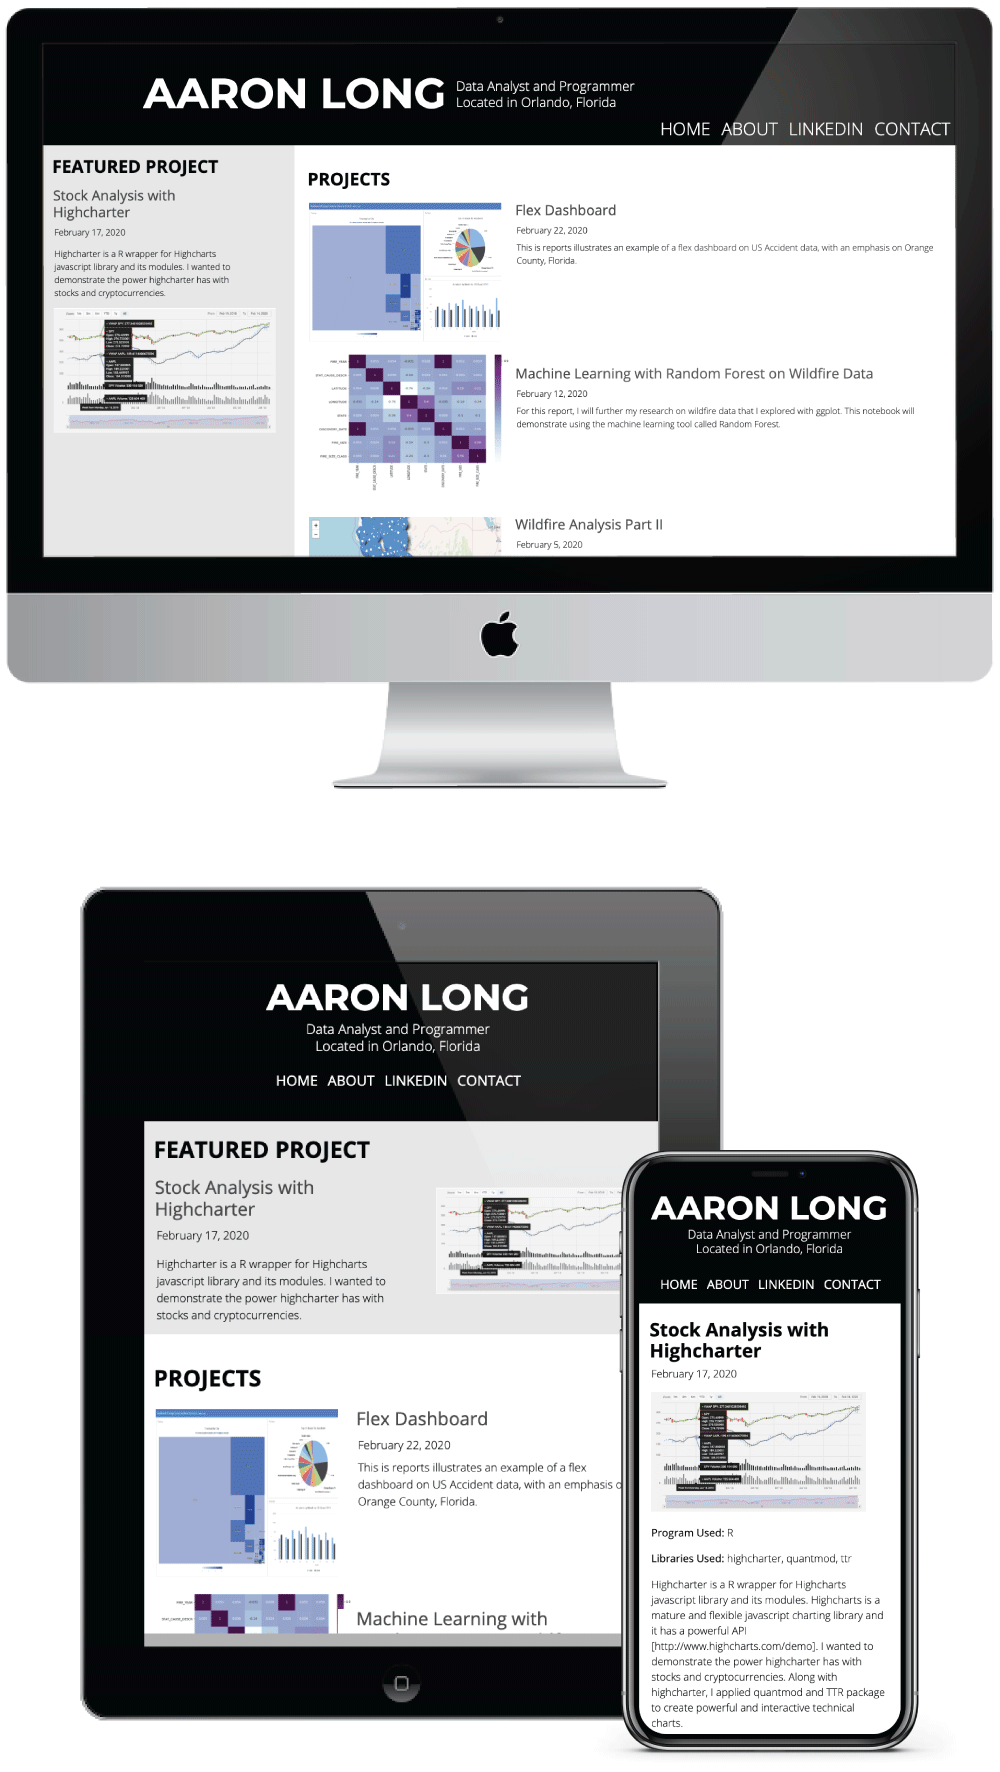 AARON LONG
Data Analyst and Programmer
Located in Orlando, Florida
HOME ABOUT LINKEDIN CONTACT
FEATURED PROJECT
Stock Analysis with
Highcharter
February 17, 2020
Highcharter is a R wrapper for Highcharts
javascript library and its modules. I wanted to
demonstrate the power highcharter has with
stocks and cryptocurrencies.
PROJECTS
Flex Dashboard
February 22, 2020
This is reports illustrates an example of a flex dashboard on US Accident data, with an emphasis on Orange
County, Florida.
Machine Learning with Random Forest on Wildfire Data
February 12, 2020
For this report, I will further my research on wildfire data that I explored with ggplot. This notebook will
demonstrate using the machine learning tool called Random Forest.
Wildfire Analysis Part II
February 5, 2020
AARON LONG
Data Analyst and Programmer
Located in Orlando, Florida
HOME ABOUT LINKEDIN CONTACT
FEATURED PROJECT
Stock Analysis with
Highcharter
February 17, 2020
Highcharter is a R wrapper for Highcharts
javascript library and its modules. I wanted to
demonstrate the power highcharter has with
stocks and cryptocurrencies.
PROJECTS
Flex Dashboard
February 22, 2020
This is reports illustrates an example of a flex
dashboard on US Accident data, with an emphasis o
Orange County, Florida.
Machine Learning with
AARON LONG
Data Analyst and Programmer
Located in Orlando, Florida
HOME ABOUT LINKEDIN CONTACT
Stock Analysis with
Highcharter
February 17, 2020
Program Used: R
Libraries Used: highcharter, quantmod, ttr
Highcharter is a R wrapper for Highcharts
javascript library and its modules. Highcharts is a
mature and flexible javascript charting library and
it has a powerful API
[http://www.highcharts.com/demo]. I wanted to
demonstrate the power highcharter has with
stocks and cryptocurrencies. Along with
highcharter, I applied quantmod and TTR package
to create powerful and interactive technical
charts.